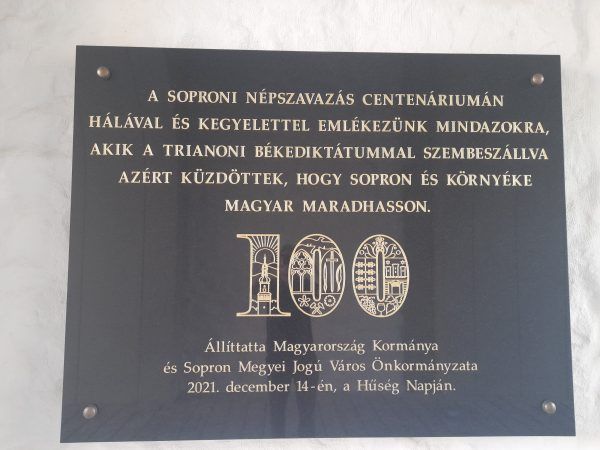 A SOPRONI NÉPSZAVAZÁS CENTENÁRIUMÁN
HÁLÁVAL ÉS KEGYELETTEL EMLÉKEZÜNK MINDAZOKRA,
AKIK A TRIANONI BÉKEDIKTÁTUMMAL SZEMBESZÁLLVA
AZÉRT KÜZDÖTTEK, HOGY SOPRON ÉS KÖRNYÉKE
MAGYAR MARADHASSON.
100
Állíttatta Magyarország Kormánya
és Sopron Megyei Jogú Város Önkormányzata
2021. december 14-én, a Hűség Napján.